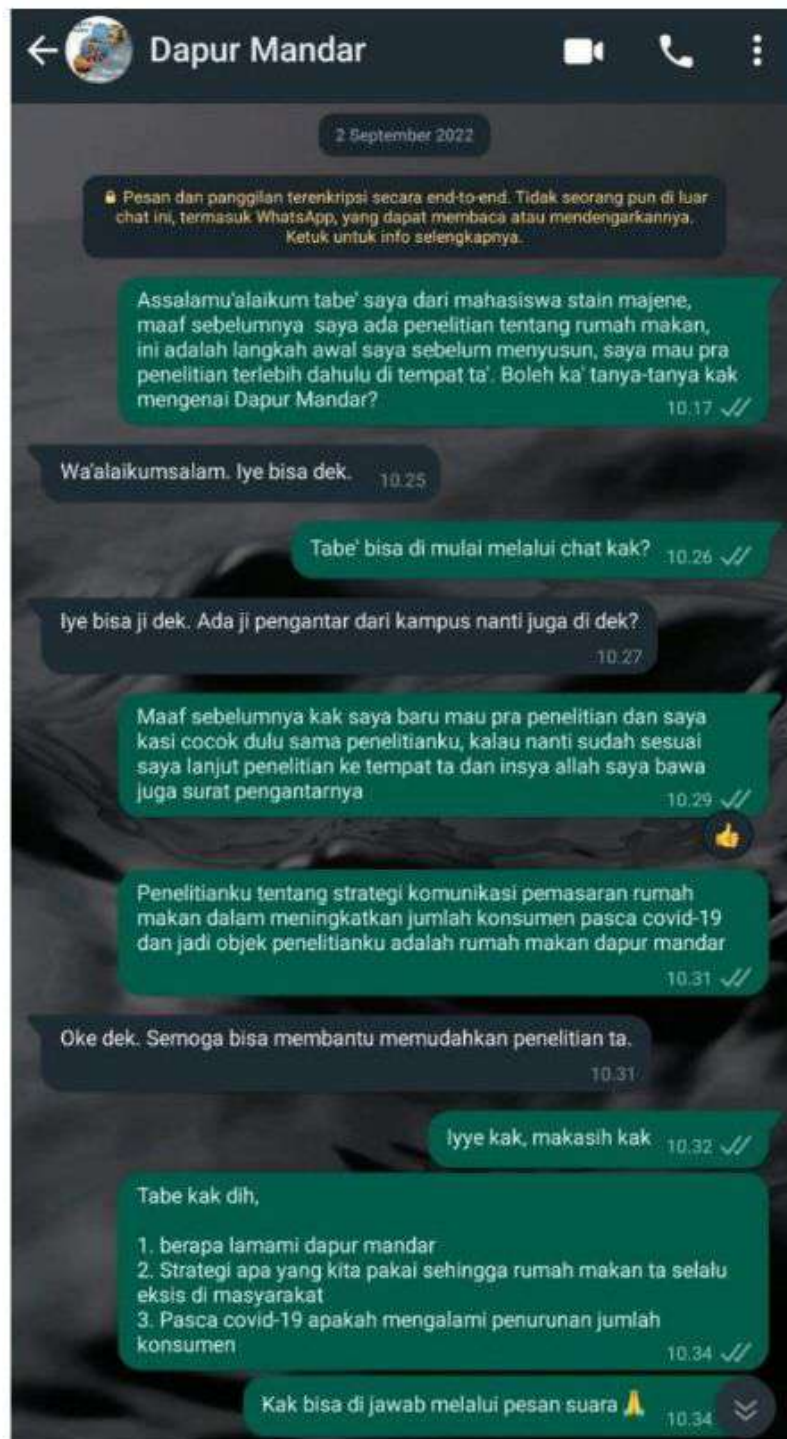 Dapur Mandar
2 September 2022
Pesan dan panggilan terenkripsi secara end-to-end. Tidak seorang pun di luar
chat ini, termasuk WhatsApp, yang dapat membaca atau mendengarkannya.
Ketuk untuk info selengkapnya.
Assalamu'alaikum tabe' saya dari mahasiswa stain majene,
maaf sebelumnya saya ada penelitian tentang rumah makan,
ini adalah langkah awal saya sebelum menyusun, saya mau pra
penelitian terlebih dahulu di tempat ta'. Boleh ka' tanya-tanya kak
mengenai Dapur Mandar?
10.17
Wa'alaikumsalam. Iye bisa dek. 10.25
Tabe' bisa di mulai melalui chat kak? 10.26
Iye bisa ji dek. Ada ji pengantar dari kampus nanti juga di dek?
10.27
Maaf sebelumnya kak saya baru mau pra penelitian dan saya
kasi cocok dulu sama penelitianku, kalau nanti sudah sesuai
saya lanjut penelitian ke tempat ta dan insya allah saya bawa
juga surat pengantarnya
10.29
👍
Penelitianku tentang strategi komunikasi pemasaran rumah
makan dalam meningkatkan jumlah konsumen pasca covid-19
dan jadi objek penelitianku adalah rumah makan dapur mandar
10.31
Oke dek. Semoga bisa membantu memudahkan penelitian ta.
10.31
Iyye kak, makasih kak 10.32
Tabe kak dih,
1. berapa lamami dapur mandar
2. Strategi apa yang kita pakai sehingga rumah makan ta selalu
eksis di masyarakat
3. Pasca covid-19 apakah mengalami penurunan jumlah
konsumen
10.34
Kak bisa di jawab melalui pesan suara 🙏 10.34